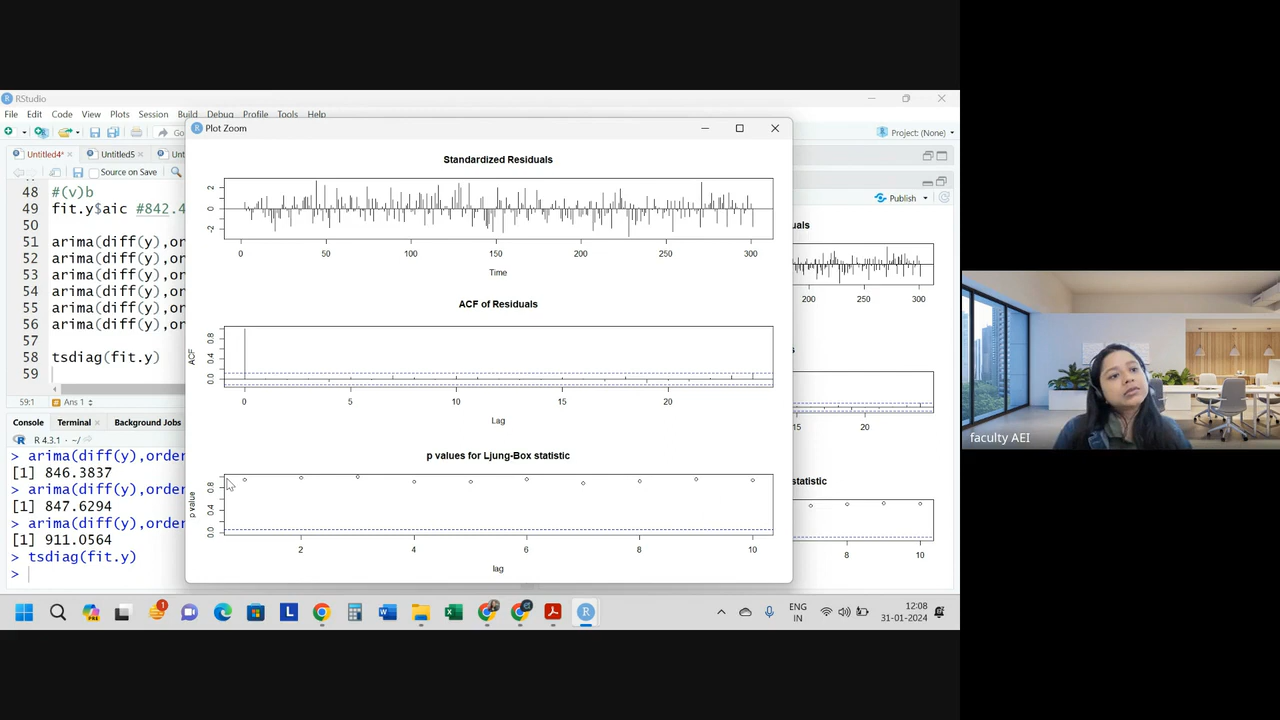 RStudio
File Edit Code View Plots Session Build Debug Profile Tools Help
Project: (None)
Untitled4* Untitled5
Source on Save
48 #(v)b
49 fit.y$aic #842.4
50
51 arima(diff(y),or
52 arima(diff(y),or
53 arima(diff(y),or
54 arima(diff(y),or
55 arima(diff(y),or
56 arima(diff(y),or
57
58 tsdiag(fit.y)
59
59:1 Ans 1
Console Terminal Background Jobs
R 4.3.1 · ~/
> arima(diff(y),order
[1] 846.3837
> arima(diff(y),order
[1] 847.6294
> arima(diff(y),order
[1] 911.0564
> tsdiag(fit.y)
>
Plot Zoom
Standardized Residuals
2
0
-2
0 50 100 150 200 250 300
Time
ACF of Residuals
ACF
0.0 0.4 0.8
0 5 10 15 20
Lag
p values for Ljung-Box statistic
p value
0.0 0.4 0.8
2 4 6 8 10
lag
Publish
uals
200 250 300
s
15 20
statistic
8 10
faculty AEI
ENG
IN
12:08
31-01-2024